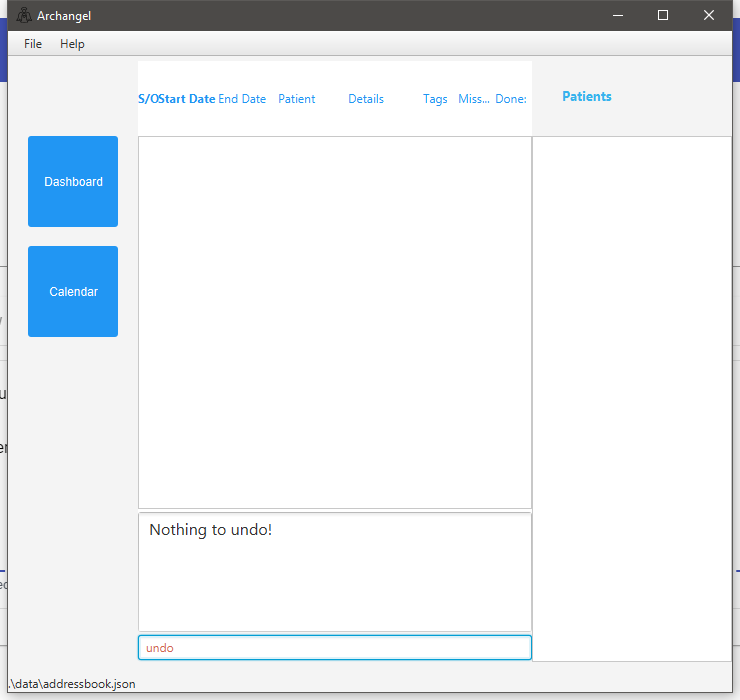 Archangel
File Help
S/OStart Date End Date Patient Details Tags Miss... Done:
Patients
Dashboard
Calendar
Nothing to undo!
undo
.\data\addressbook.json